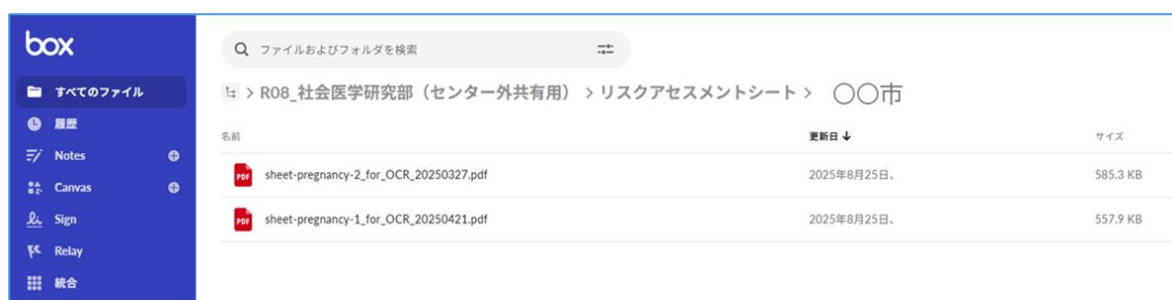 box
ファイルおよびフォルダを検索
すべてのファイル
> R08_社会医学研究部（センター外共有用） > リスクアセスメントシート > 〇〇市
履歴
名前 更新日 ↓ サイズ
Notes
sheet-pregnancy-2_for_OCR_20250327.pdf 2025年8月25日、 585.3 KB
PDF
Canvas
sheet-pregnancy-1_for_OCR_20250421.pdf 2025年8月25日、 557.9 KB
PDF
Sign
Relay
統合